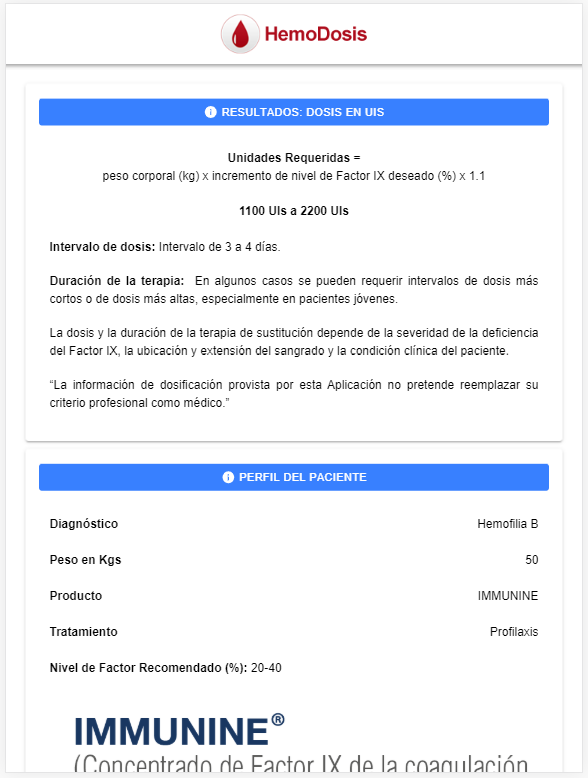 HemoDosis
RESULTADOS: DOSIS EN UIS
Unidades Requeridas =
peso corporal (kg) x incremento de nivel de Factor IX deseado (%) x 1.1
1100 UIs a 2200 UIs
Intervalo de dosis: Intervalo de 3 a 4 días.
Duración de la terapia: En algunos casos se pueden requerir intervalos de dosis más
cortos o de dosis más altas, especialmente en pacientes jóvenes.
La dosis y la duración de la terapia de sustitución depende de la severidad de la deficiencia
del Factor IX, la ubicación y extensión del sangrado y la condición clínica del paciente.
“La información de dosificación provista por esta Aplicación no pretende reemplazar su
criterio profesional como médico.”
PERFIL DEL PACIENTE
Diagnóstico Hemofilia B
Peso en Kgs 50
Producto IMMUNINE
Tratamiento Profilaxis
Nivel de Factor Recomendado (%): 20-40
IMMUNINE®
(Concentrado de Factor IX de la coagulación